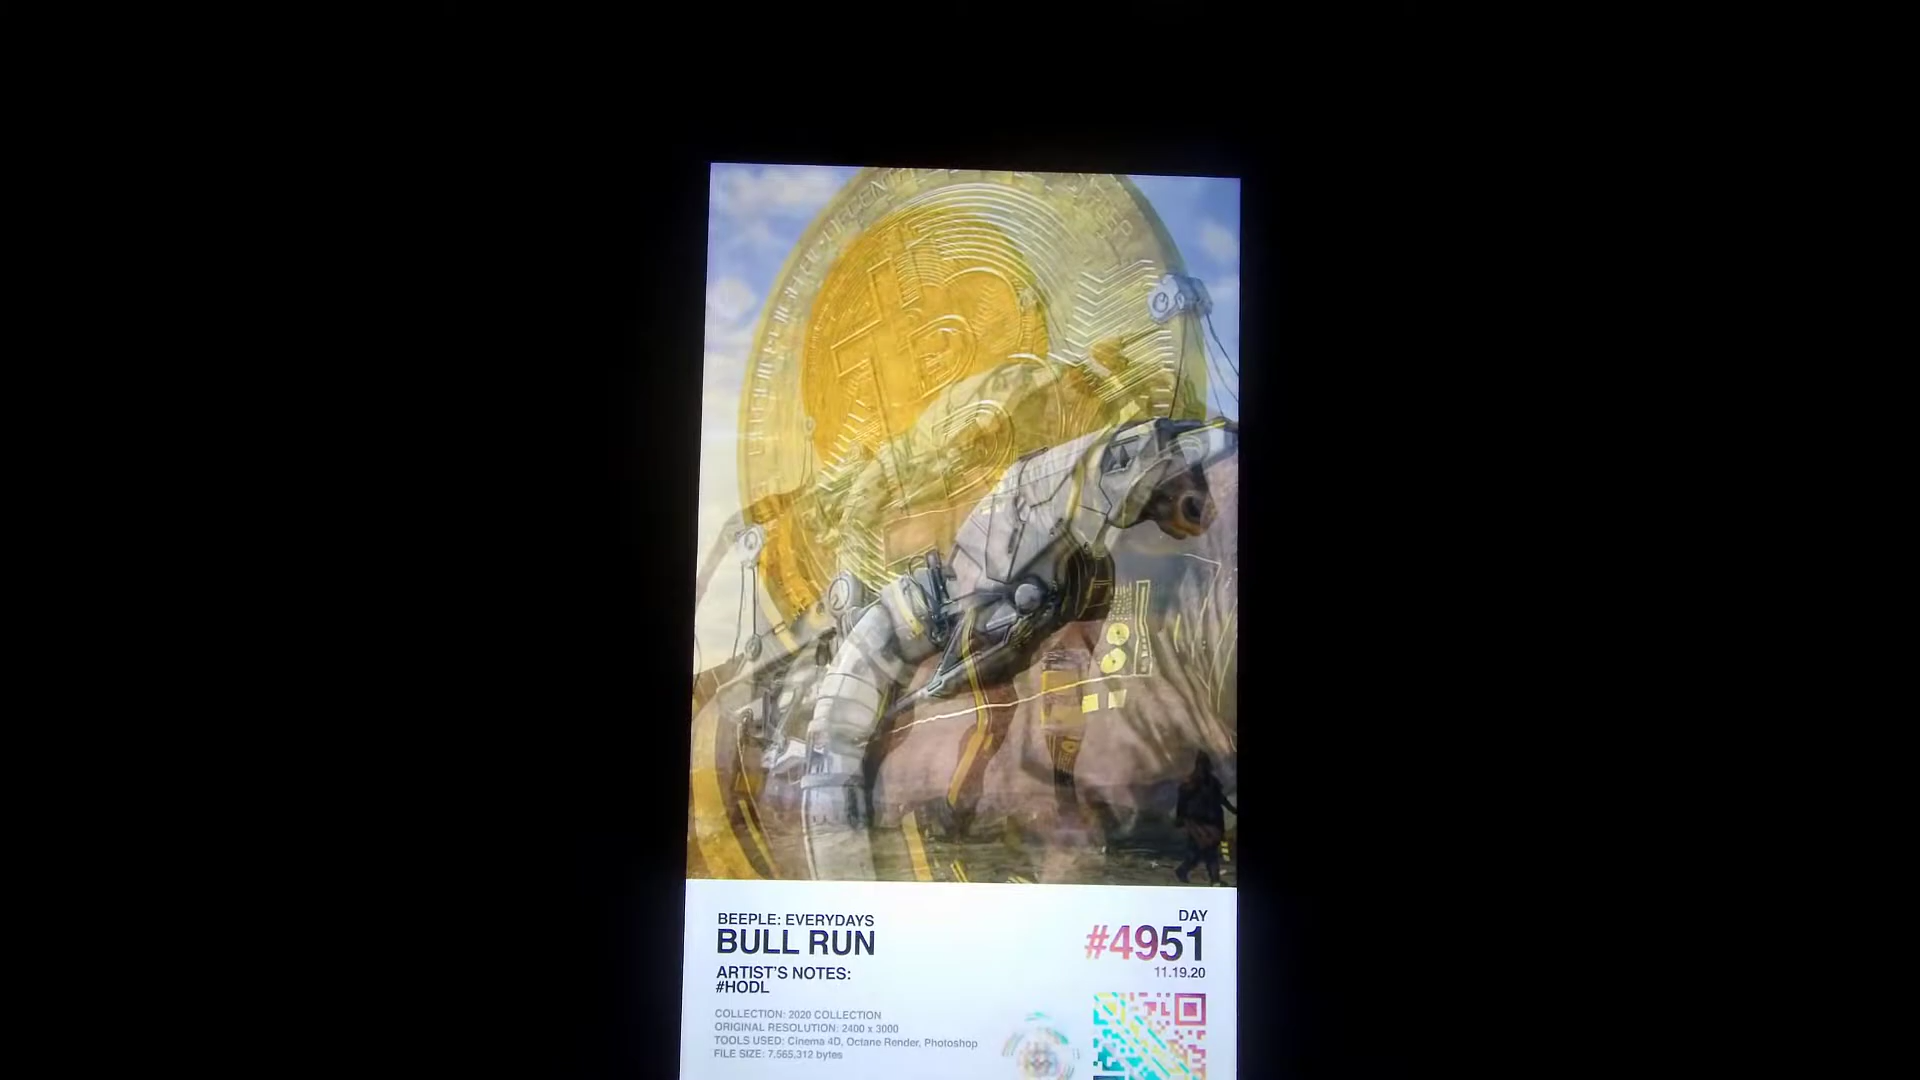 BEEPLE: EVERYDAYS
BULL RUN
ARTIST'S NOTES:
#HODL
COLLECTION: 2020 COLLECTION
ORIGINAL RESOLUTION: 2400 x 3000
TOOLS USED: Cinema 4D, Octane Render, Photoshop
FILE SIZE: 7,565,312 bytes
DAY
#4951
11.19.20